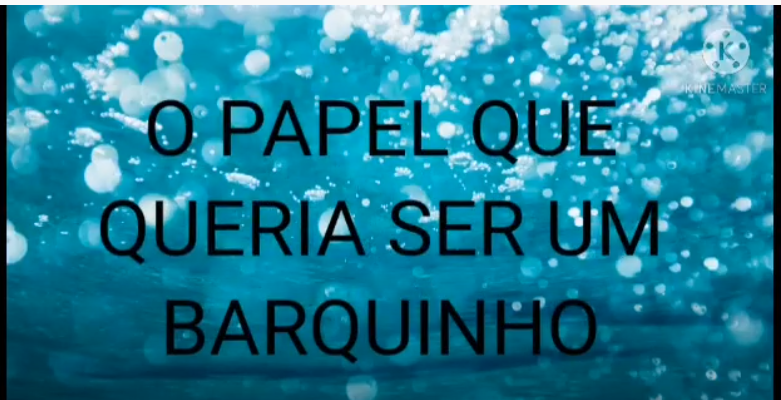 KINEMASTER
O PAPEL QUE
QUERIA SER UM
BARQUINHO